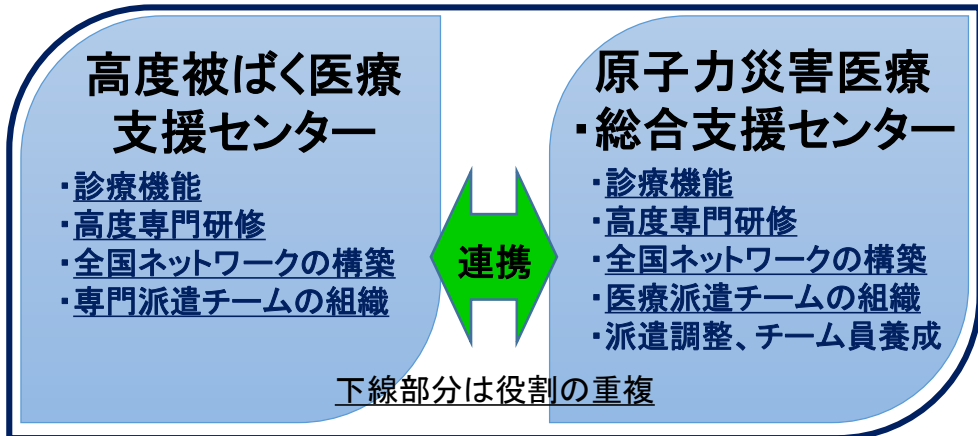 高度被ばく医療
支援センター
・診療機能
・高度専門研修
・全国ネットワークの構築
・専門派遣チームの組織
連携
原子力災害医療
・総合支援センター
・診療機能
・高度専門研修
・全国ネットワークの構築
・医療派遣チームの組織
・派遣調整、チーム員養成
下線部分は役割の重複